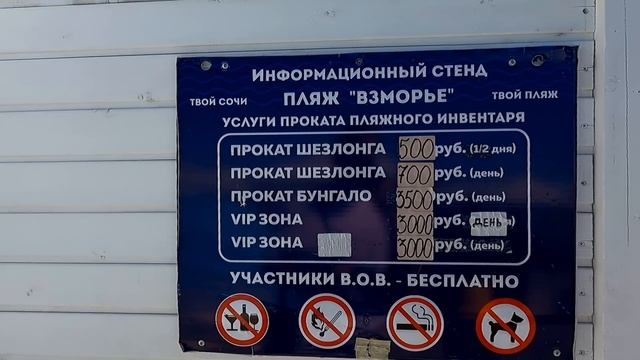 ИНФОРМАЦИОННЫЙ СТЕНД
ТВОЙ СОЧИ ПЛЯЖ "ВЗМОРЬЕ" ТВОЙ ПЛЯЖ
УСЛУГИ ПРОКАТА ПЛЯЖНОГО ИНВЕНТАРЯ
ПРОКАТ ШЕЗЛОНГА 500 руб. (1/2 дня)
ПРОКАТ ШЕЗЛОНГА 700 руб. (день)
ПРОКАТ БУНГАЛО 3500 руб. (день)
VIP ЗОНА 3000 руб. ДЕНЬ
VIP ЗОНА 3000 руб. (день)
УЧАСТНИКИ В.О.В. - БЕСПЛАТНО